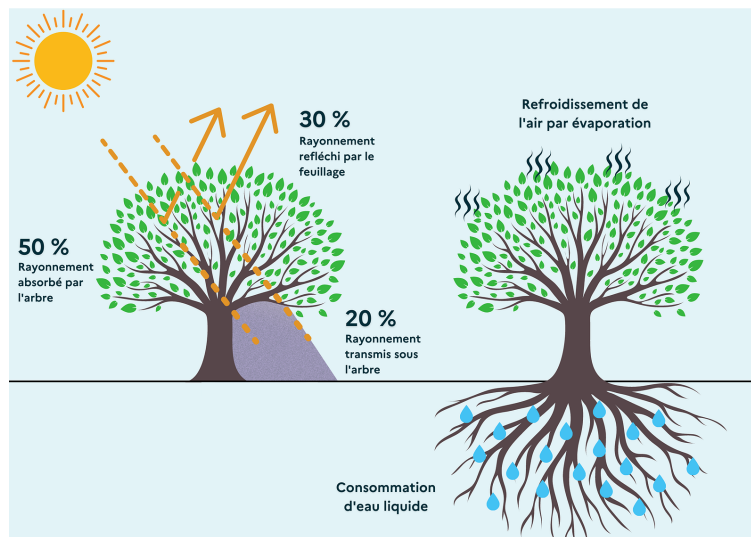 30 %
Rayonnement
refléchi par le
feuillage
50 %
Rayonnement
absorbé par
l'arbre
20 %
Rayonnement
transmis sous
l'arbre
Refroidissement de
l'air par évaporation
Consommation
d'eau liquide